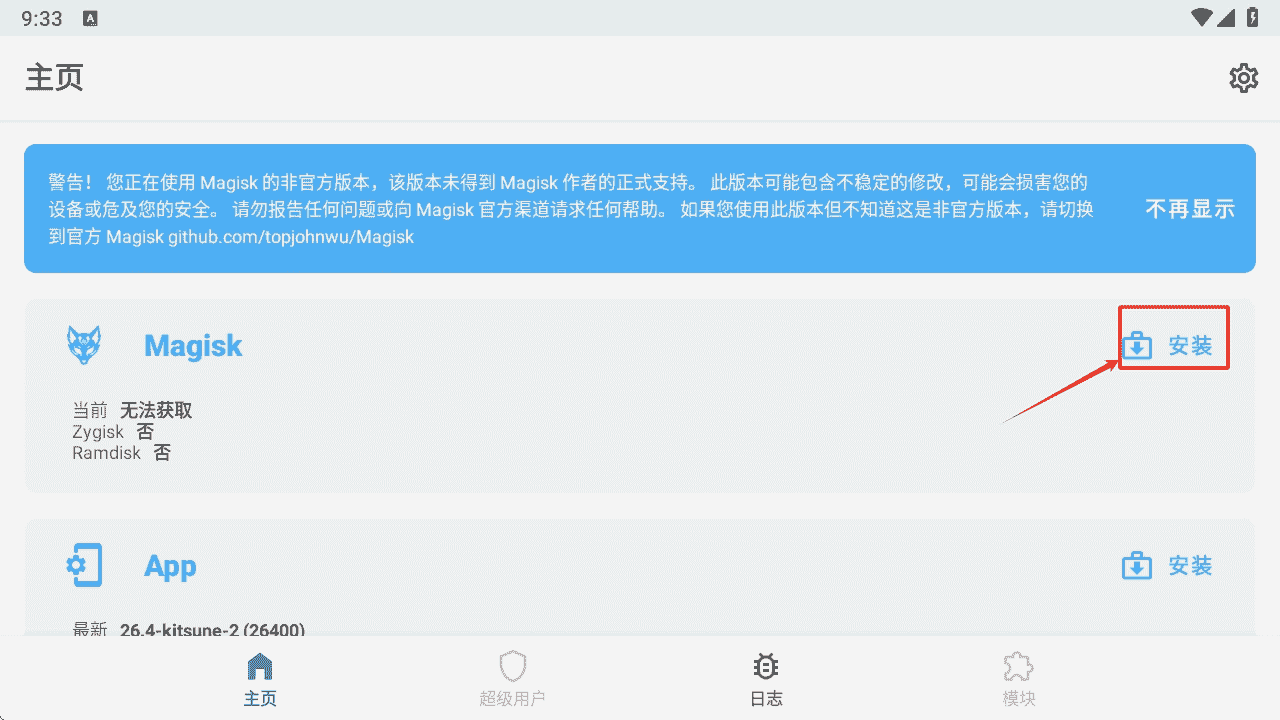 9:33
A
主页
警告！ 您正在使用 Magisk 的非官方版本，该版本未得到 Magisk 作者的正式支持。 此版本可能包含不稳定的修改，可能会损害您的
设备或危及您的安全。 请勿报告任何问题或向 Magisk 官方渠道请求任何帮助。 如果您使用此版本但不知道这是非官方版本，请切换
到官方 Magisk github.com/topjohnwu/Magisk
不再显示
Magisk
安装
当前 无法获取
Zygisk 否
Ramdisk 否
App
安装
最新 26.4-kitsune-2 (26400)
主页
超级用户
日志
模块